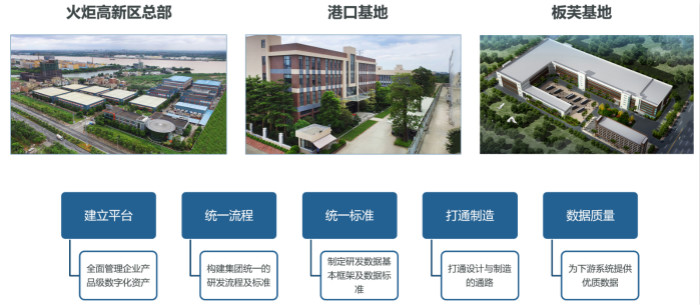 火炬高新区总部
港口基地
板芙基地
建立平台
统一流程
统一标准
打通制造
数据质量
全面管理企业产
品级数字化资产
构建集团统一的
研发流程及标准
制定研发数据基
本框架及数据标
准
打通设计与制造
的通路
为下游系统提供
优质数据